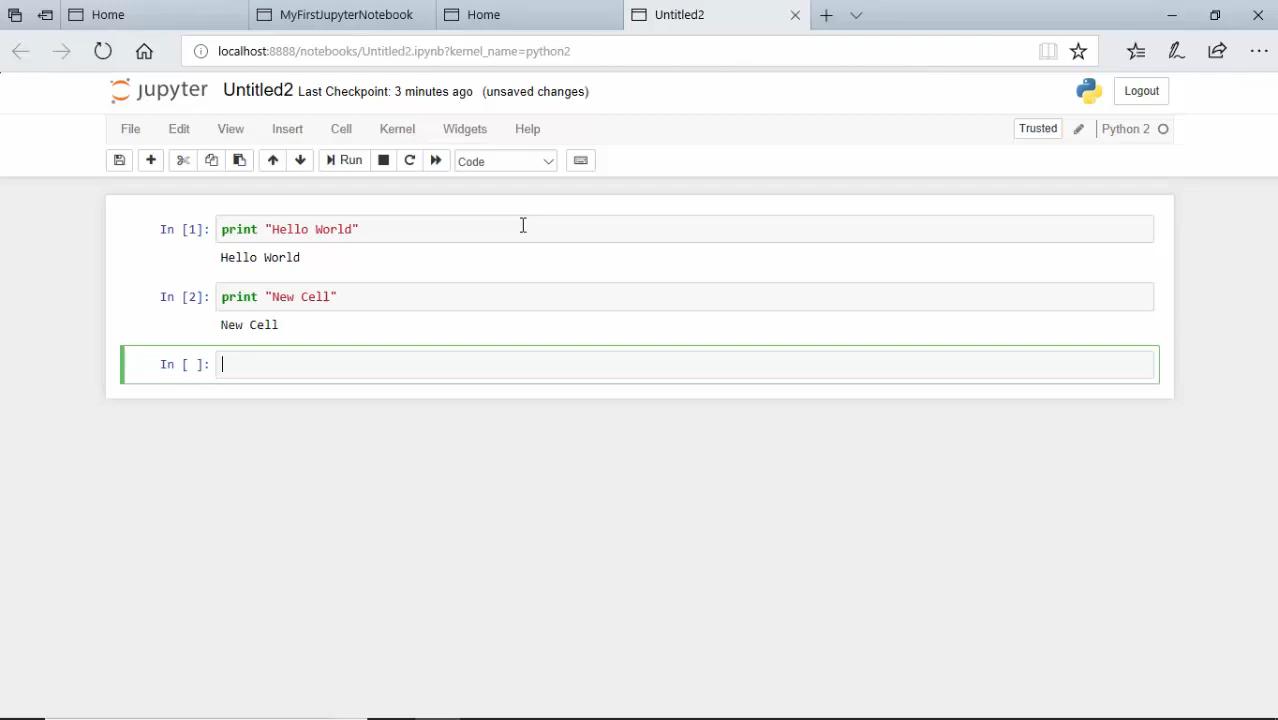 Home MyFirstJupyterNotebook Home Untitled2
localhost:8888/notebooks/Untitled2.ipynb?kernel_name=python2
jupyter Untitled2 Last Checkpoint: 3 minutes ago (unsaved changes) Logout
File Edit View Insert Cell Kernel Widgets Help Trusted Python 2
Run Code
In [1]: print "Hello World"
Hello World
In [2]: print "New Cell"
New Cell
In [ ]: